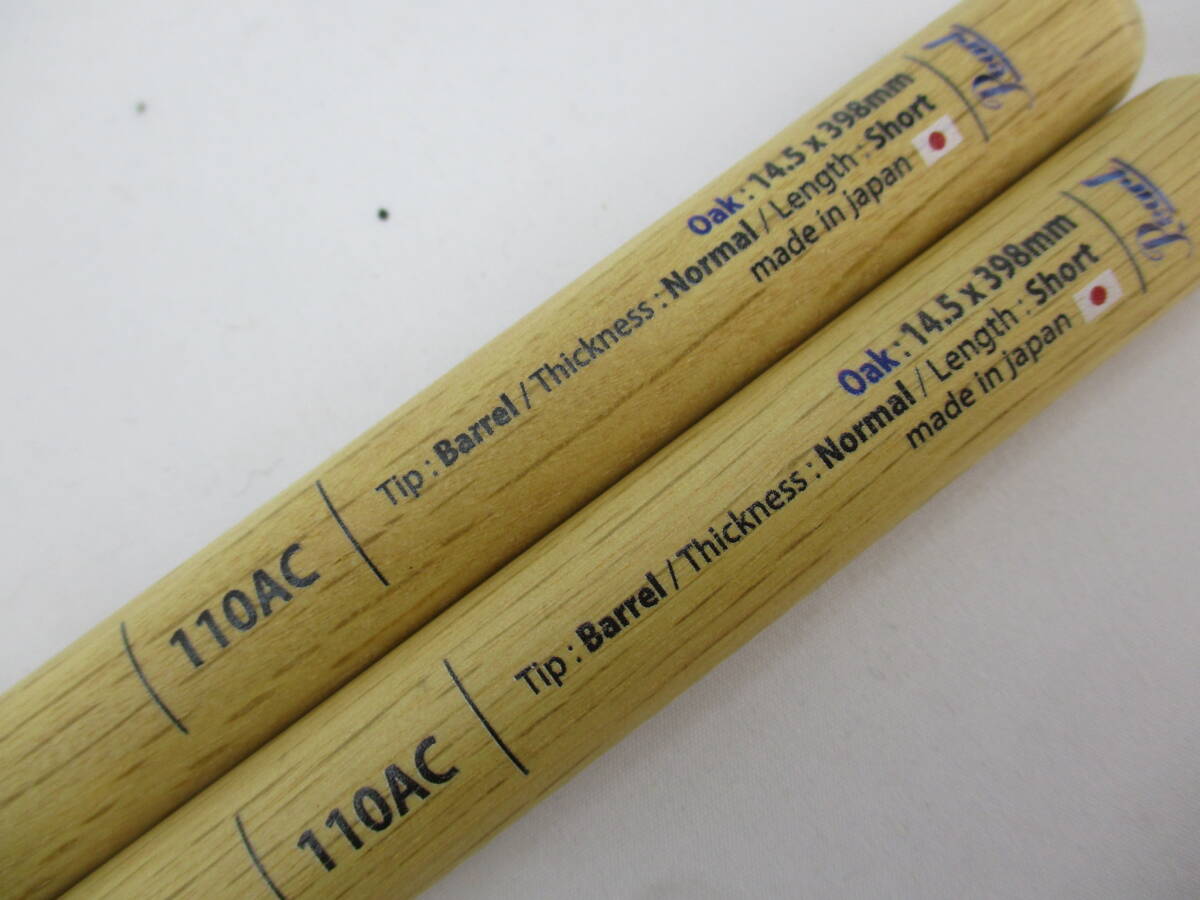 Pearl
Oak : 14.5 x 398mm
Tip : Barrel / Thickness : Normal / Length : Short
made in japan
110AC
Pearl
Oak : 14.5 x 398mm
Tip : Barrel / Thickness : Normal / Length : Short
made in japan
110AC